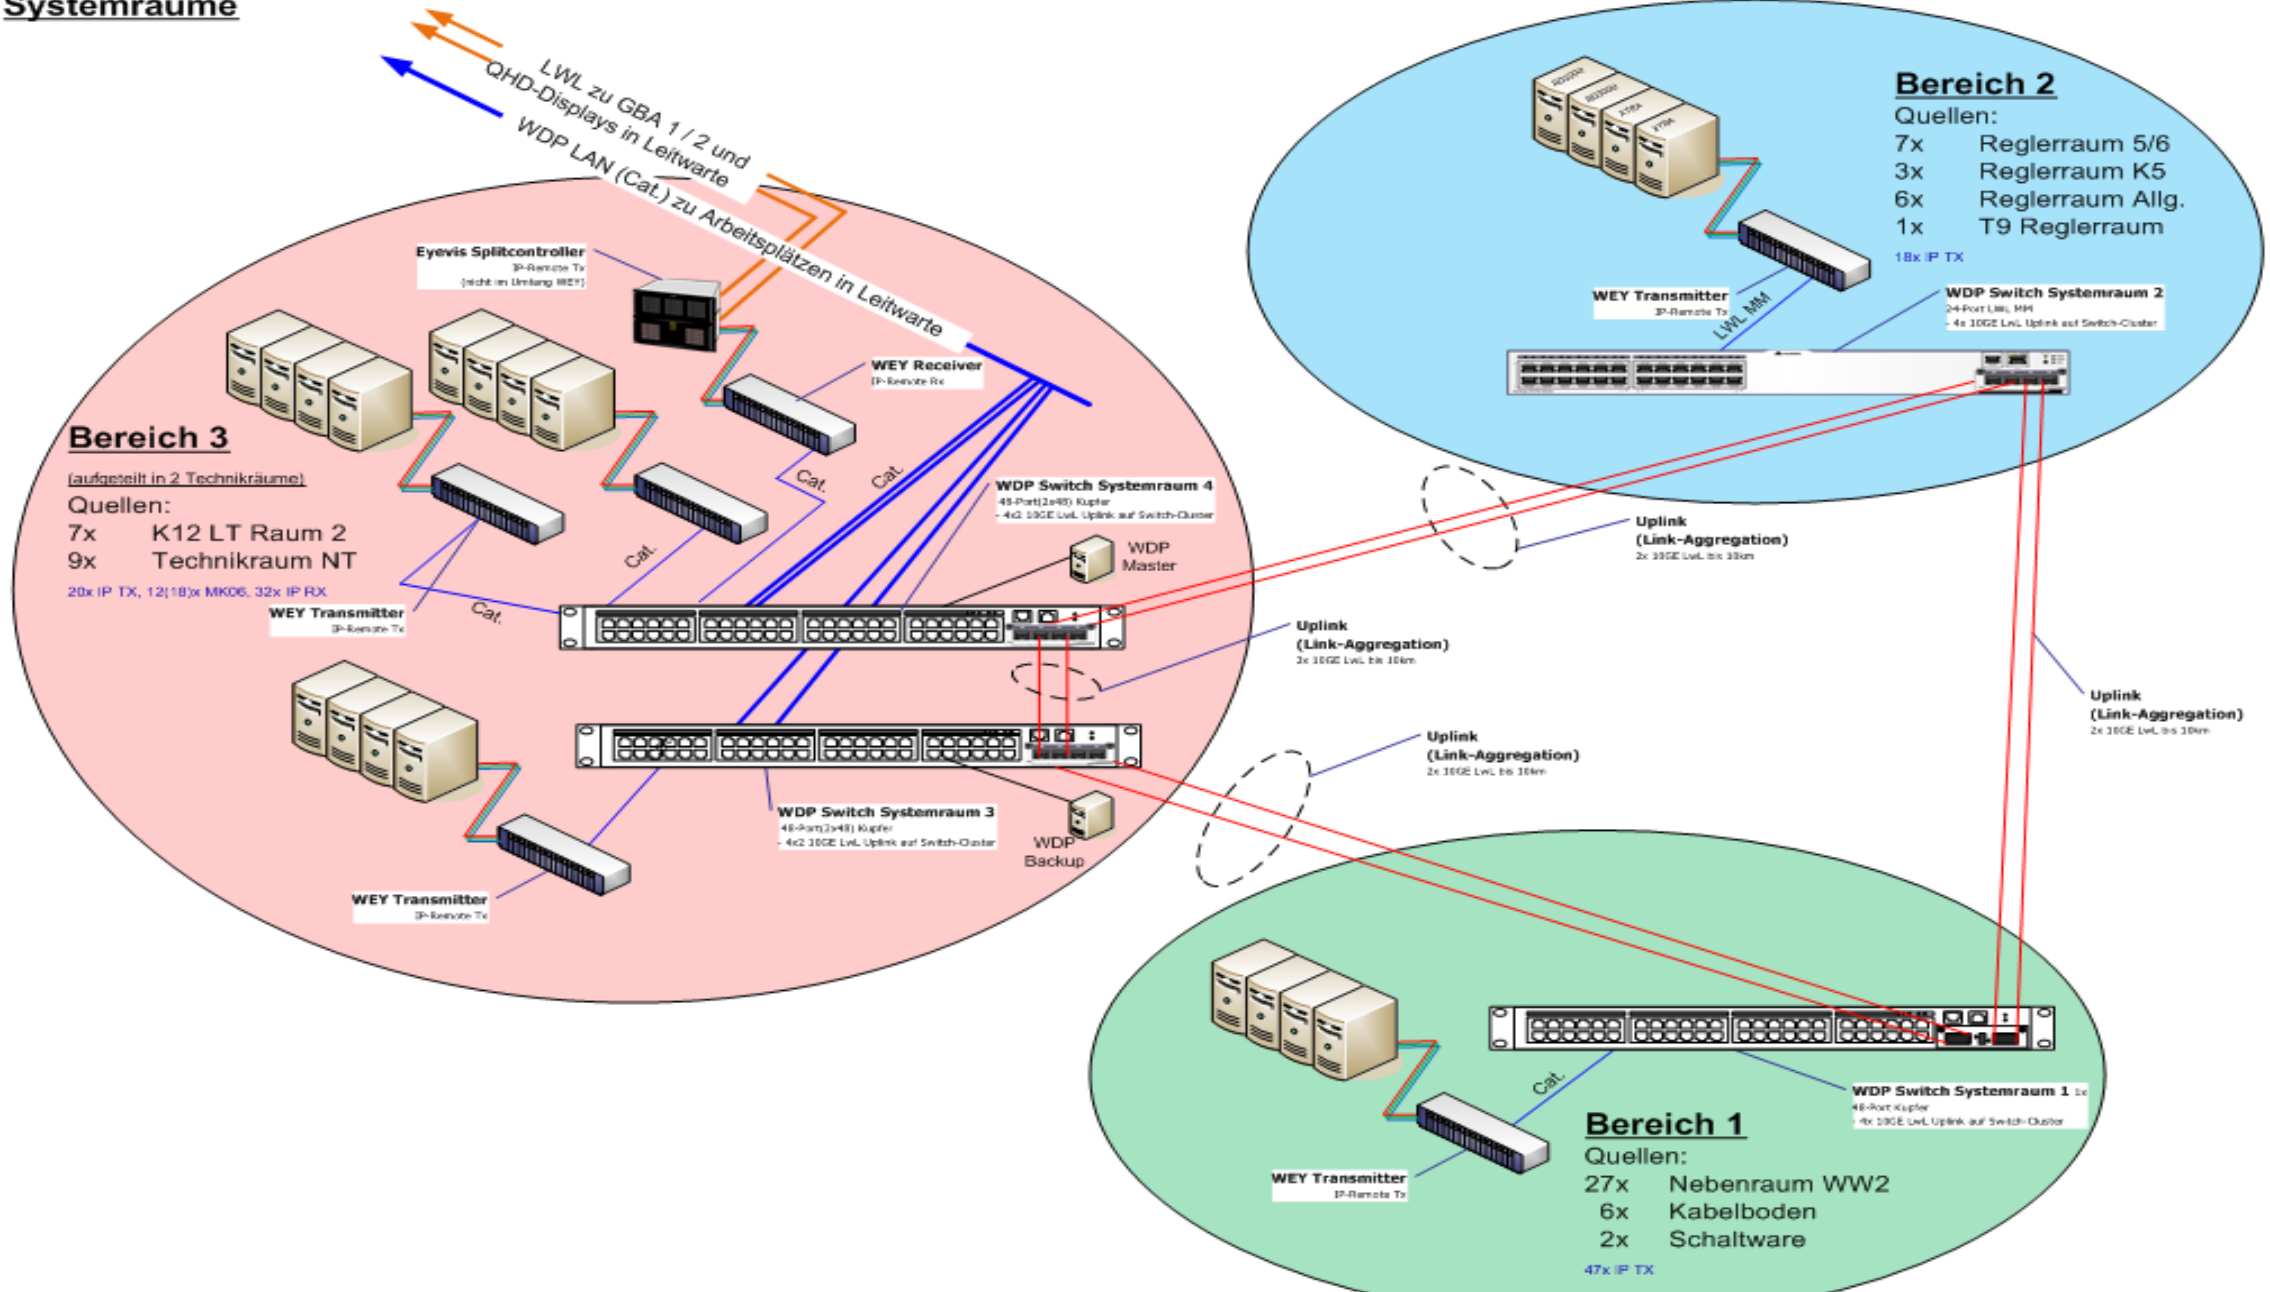 Systemräume
LWL zu GBA 1 / 2 und
QHD-Displays in Leitwarte
WDP LAN (Cat.) zu Arbeitsplätzen in Leitwarte
Eyevis Splitcontroller
IP-Remote Tx
(nicht im Umfang WEY)
WEY Receiver
IP-Remote Rx
Bereich 3
(aufgeteilt in 2 Technikräume)
Quellen:
7x K12 LT Raum 2
9x Technikraum NT
20x IP TX, 12(18)x MK06, 32x IP RX
WEY Transmitter
IP-Remote Tx
Cat.
Cat.
Cat.
Cat.
WDP Switch Systemraum 4
48-Port(2x48) Kupfer
- 4x2 10GE LwL Uplink auf Switch-Cluster
WDP
Master
WDP Switch Systemraum 3
48-Port(2x48) Kupfer
- 4x2 10GE LwL Uplink auf Switch-Cluster
WDP
Backup
WEY Transmitter
IP-Remote Tx
Bereich 2
Quellen:
7x Reglerraum 5/6
3x Reglerraum K5
6x Reglerraum Allg.
1x T9 Reglerraum
18x IP TX
WEY Transmitter
IP-Remote Tx
LWL MM
WDP Switch Systemraum 2
24-Port LWL MM
- 4x 10GE LwL Uplink auf Switch-Cluster
Uplink
(Link-Aggregation)
2x 10GE LwL bis 10km
Uplink
(Link-Aggregation)
2x 10GE LwL bis 10km
Uplink
(Link-Aggregation)
2x 10GE LwL bis 10km
Uplink
(Link-Aggregation)
2x 10GE LwL bis 10km
WDP Switch Systemraum 1 1x
48-Port Kupfer
- 4x 10GE LwL Uplink auf Switch-Cluster
Cat.
WEY Transmitter
IP-Remote Tx
Bereich 1
Quellen:
27x Nebenraum WW2
6x Kabelboden
2x Schaltware
47x IP TX